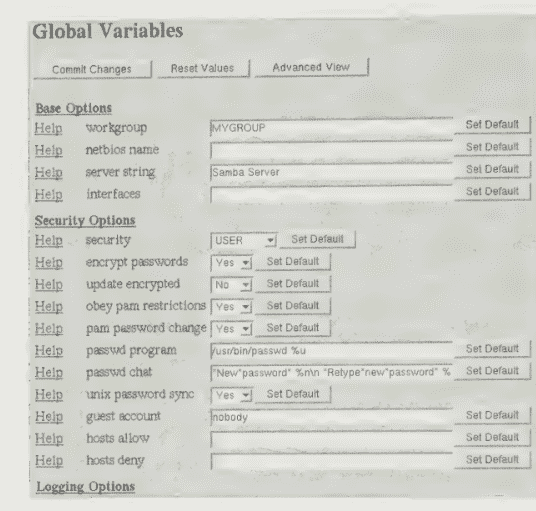 Global Variables
Commit Changes Reset Values Advanced View
Base Options
Help workgroup MYGROUP Set Default
Help netbios name Set Default
Help server string Samba Server Set Default
Help interfaces Set Default
Security Options
Help security USER Set Default
Help encrypt passwords Yes Set Default
Help update encrypted No Set Default
Help obey pam restrictions Yes Set Default
Help pam password change Yes Set Default
Help passwd program /usr/bin/passwd %u Set Default
Help passwd chat *New*password* %n\n *Retype*new*password* % Set Default
Help unix password sync Yes Set Default
Help guest account nobody Set Default
Help hosts allow Set Default
Help hosts deny Set Default
Logging Options